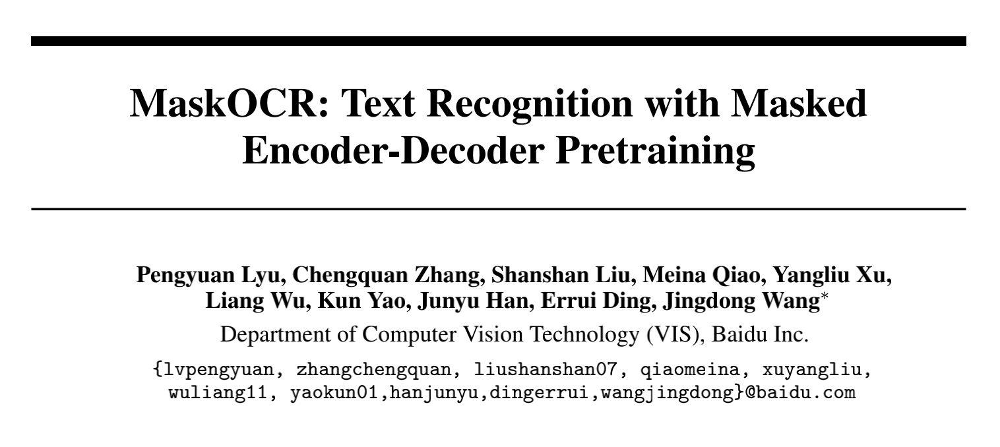 MaskOCR: Text Recognition with Masked
Encoder-Decoder Pretraining
Pengyuan Lyu, Chengquan Zhang, Shanshan Liu, Meina Qiao, Yangliu Xu,
Liang Wu, Kun Yao, Junyu Han, Errui Ding, Jingdong Wang*
Department of Computer Vision Technology (VIS), Baidu Inc.
{lvpengyuan, zhangchengquan, liushanshan07, qiaomeina, xuyangliu,
wuliang11, yaokun01,hanjunyu,dingerrui,wangjingdong}@baidu.com